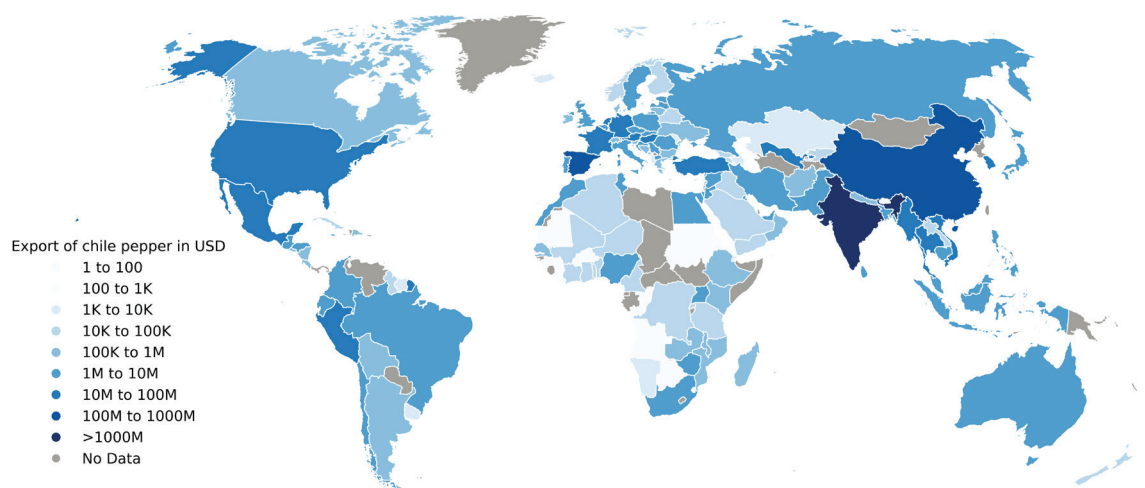 Export of chile pepper in USD
1 to 100
100 to 1K
1K to 10K
10K to 100K
100K to 1M
1M to 10M
10M to 100M
100M to 1000M
>1000M
No Data